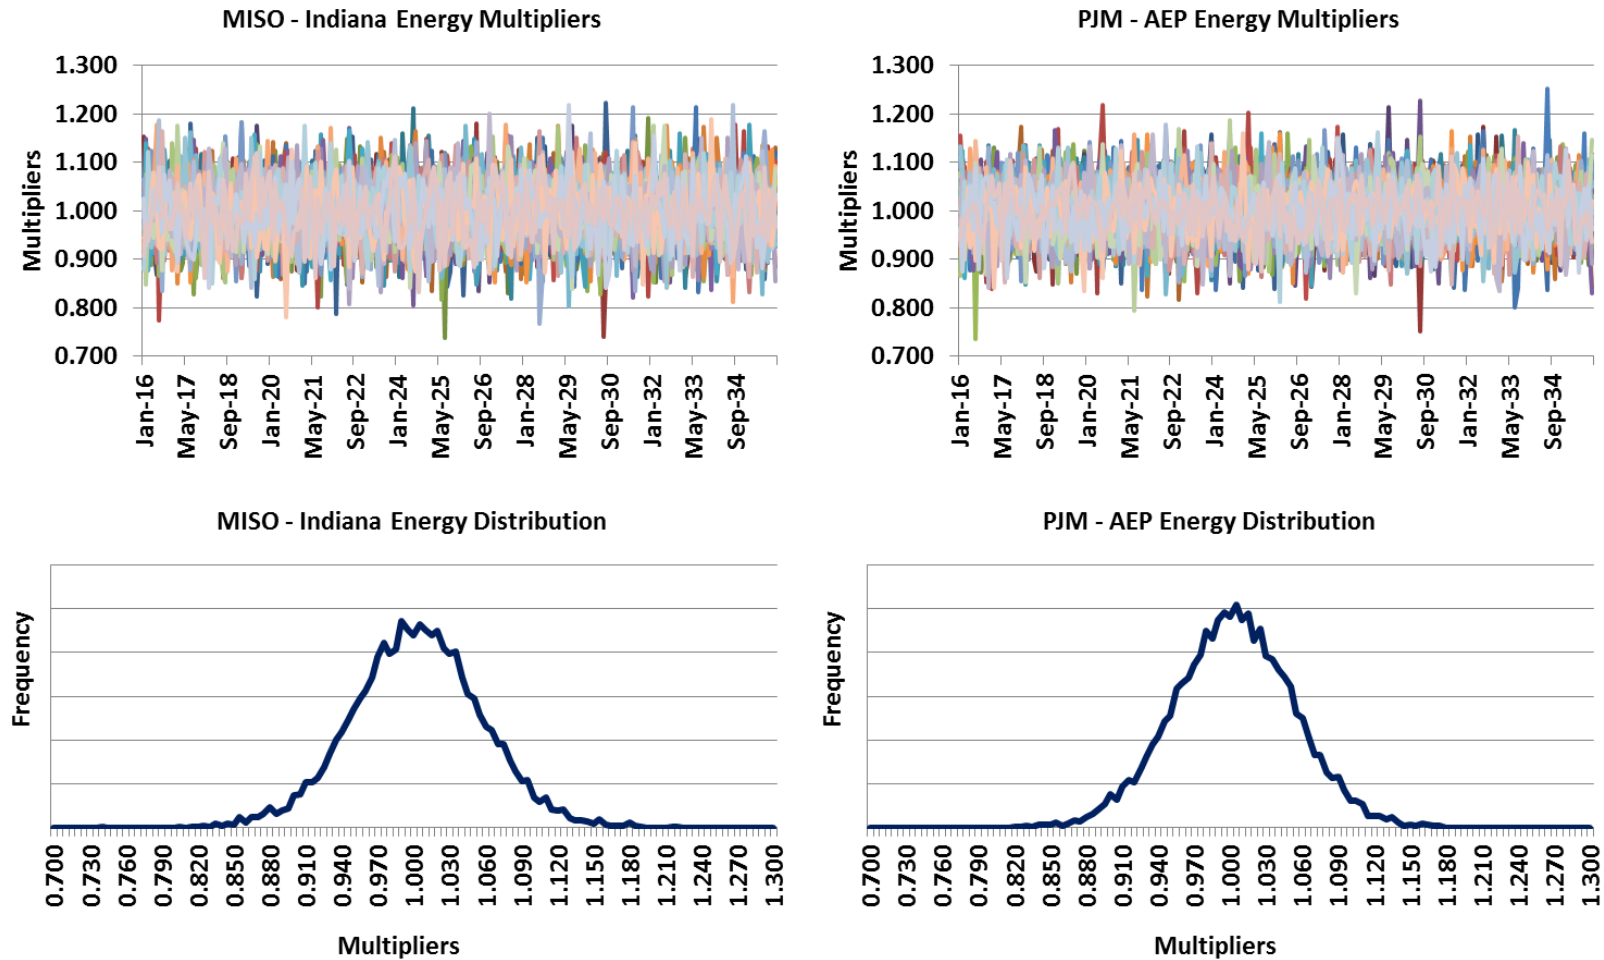 MISO - Indiana Energy Multipliers
Multipliers
1.300
1.200
1.100
1.000
0.900
0.800
0.700
Jan-16
May-17
Sep-18
Jan-20
May-21
Sep-22
Jan-24
May-25
Sep-26
Jan-28
May-29
Sep-30
Jan-32
May-33
Sep-34
PJM - AEP Energy Multipliers
Multipliers
1.300
1.200
1.100
1.000
0.900
0.800
0.700
Jan-16
May-17
Sep-18
Jan-20
May-21
Sep-22
Jan-24
May-25
Sep-26
Jan-28
May-29
Sep-30
Jan-32
May-33
Sep-34
MISO - Indiana Energy Distribution
Frequency
0.700
0.730
0.760
0.790
0.820
0.850
0.880
0.910
0.940
0.970
1.000
1.030
1.060
1.090
1.120
1.150
1.180
1.210
1.240
1.270
1.300
Multipliers
PJM - AEP Energy Distribution
Frequency
0.700
0.730
0.760
0.790
0.820
0.850
0.880
0.910
0.940
0.970
1.000
1.030
1.060
1.090
1.120
1.150
1.180
1.210
1.240
1.270
1.300
Multipliers